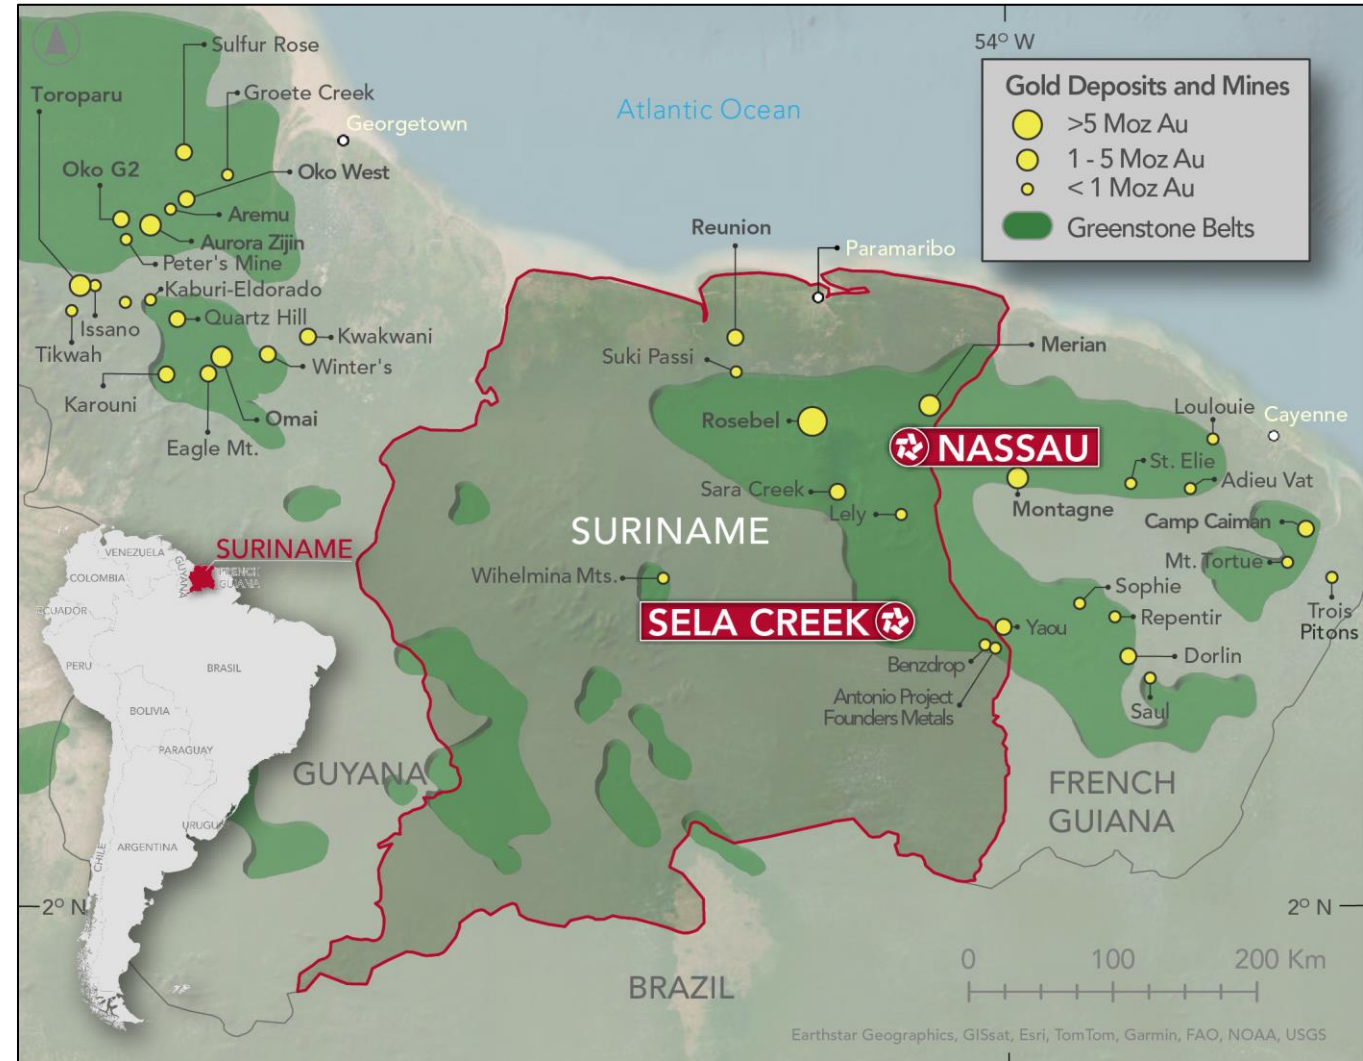 54° W
Sulfur Rose
Groete Creek
Toroparu
Georgetown
Atlantic Ocean
Gold Deposits and Mines
>5 Moz Au
1 - 5 Moz Au
< 1 Moz Au
Greenstone Belts
Oko G2
Oko West
Aremu
Aurora Zijin
Peter's Mine
Kaburi-Eldorado
Issano
Quartz Hill
Tikwah
Kwakwani
Winter's
Karouni
Omai
Eagle Mt.
Reunion
Paramaribo
Suki Passi
Merian
Rosebel
NASSAU
Loulouie
Cayenne
St. Elie
Adieu Vat
Sara Creek
Lely
Montagne
Camp Caiman
Mt. Tortue
SURINAME
Wihelmina Mts.
SELA CREEK
Sophie
Repentir
Trois
Pitons
Yaou
Benzdrop
Dorlin
Antonio Project
Founders Metals
Saul
SURINAME
VENEZUELA
GUYANA
FRENCH
GUIANA
COLOMBIA
ECUADOR
PERU
BRASIL
BOLIVIA
PARAGUAY
CHILE
URUGU
ARGENTINA
GUYANA
FRENCH
GUIANA
2° N
2° N
BRAZIL
0 100 200 Km
Earthstar Geographics, GISsat, Esri, TomTom, Garmin, FAO, NOAA, USGS